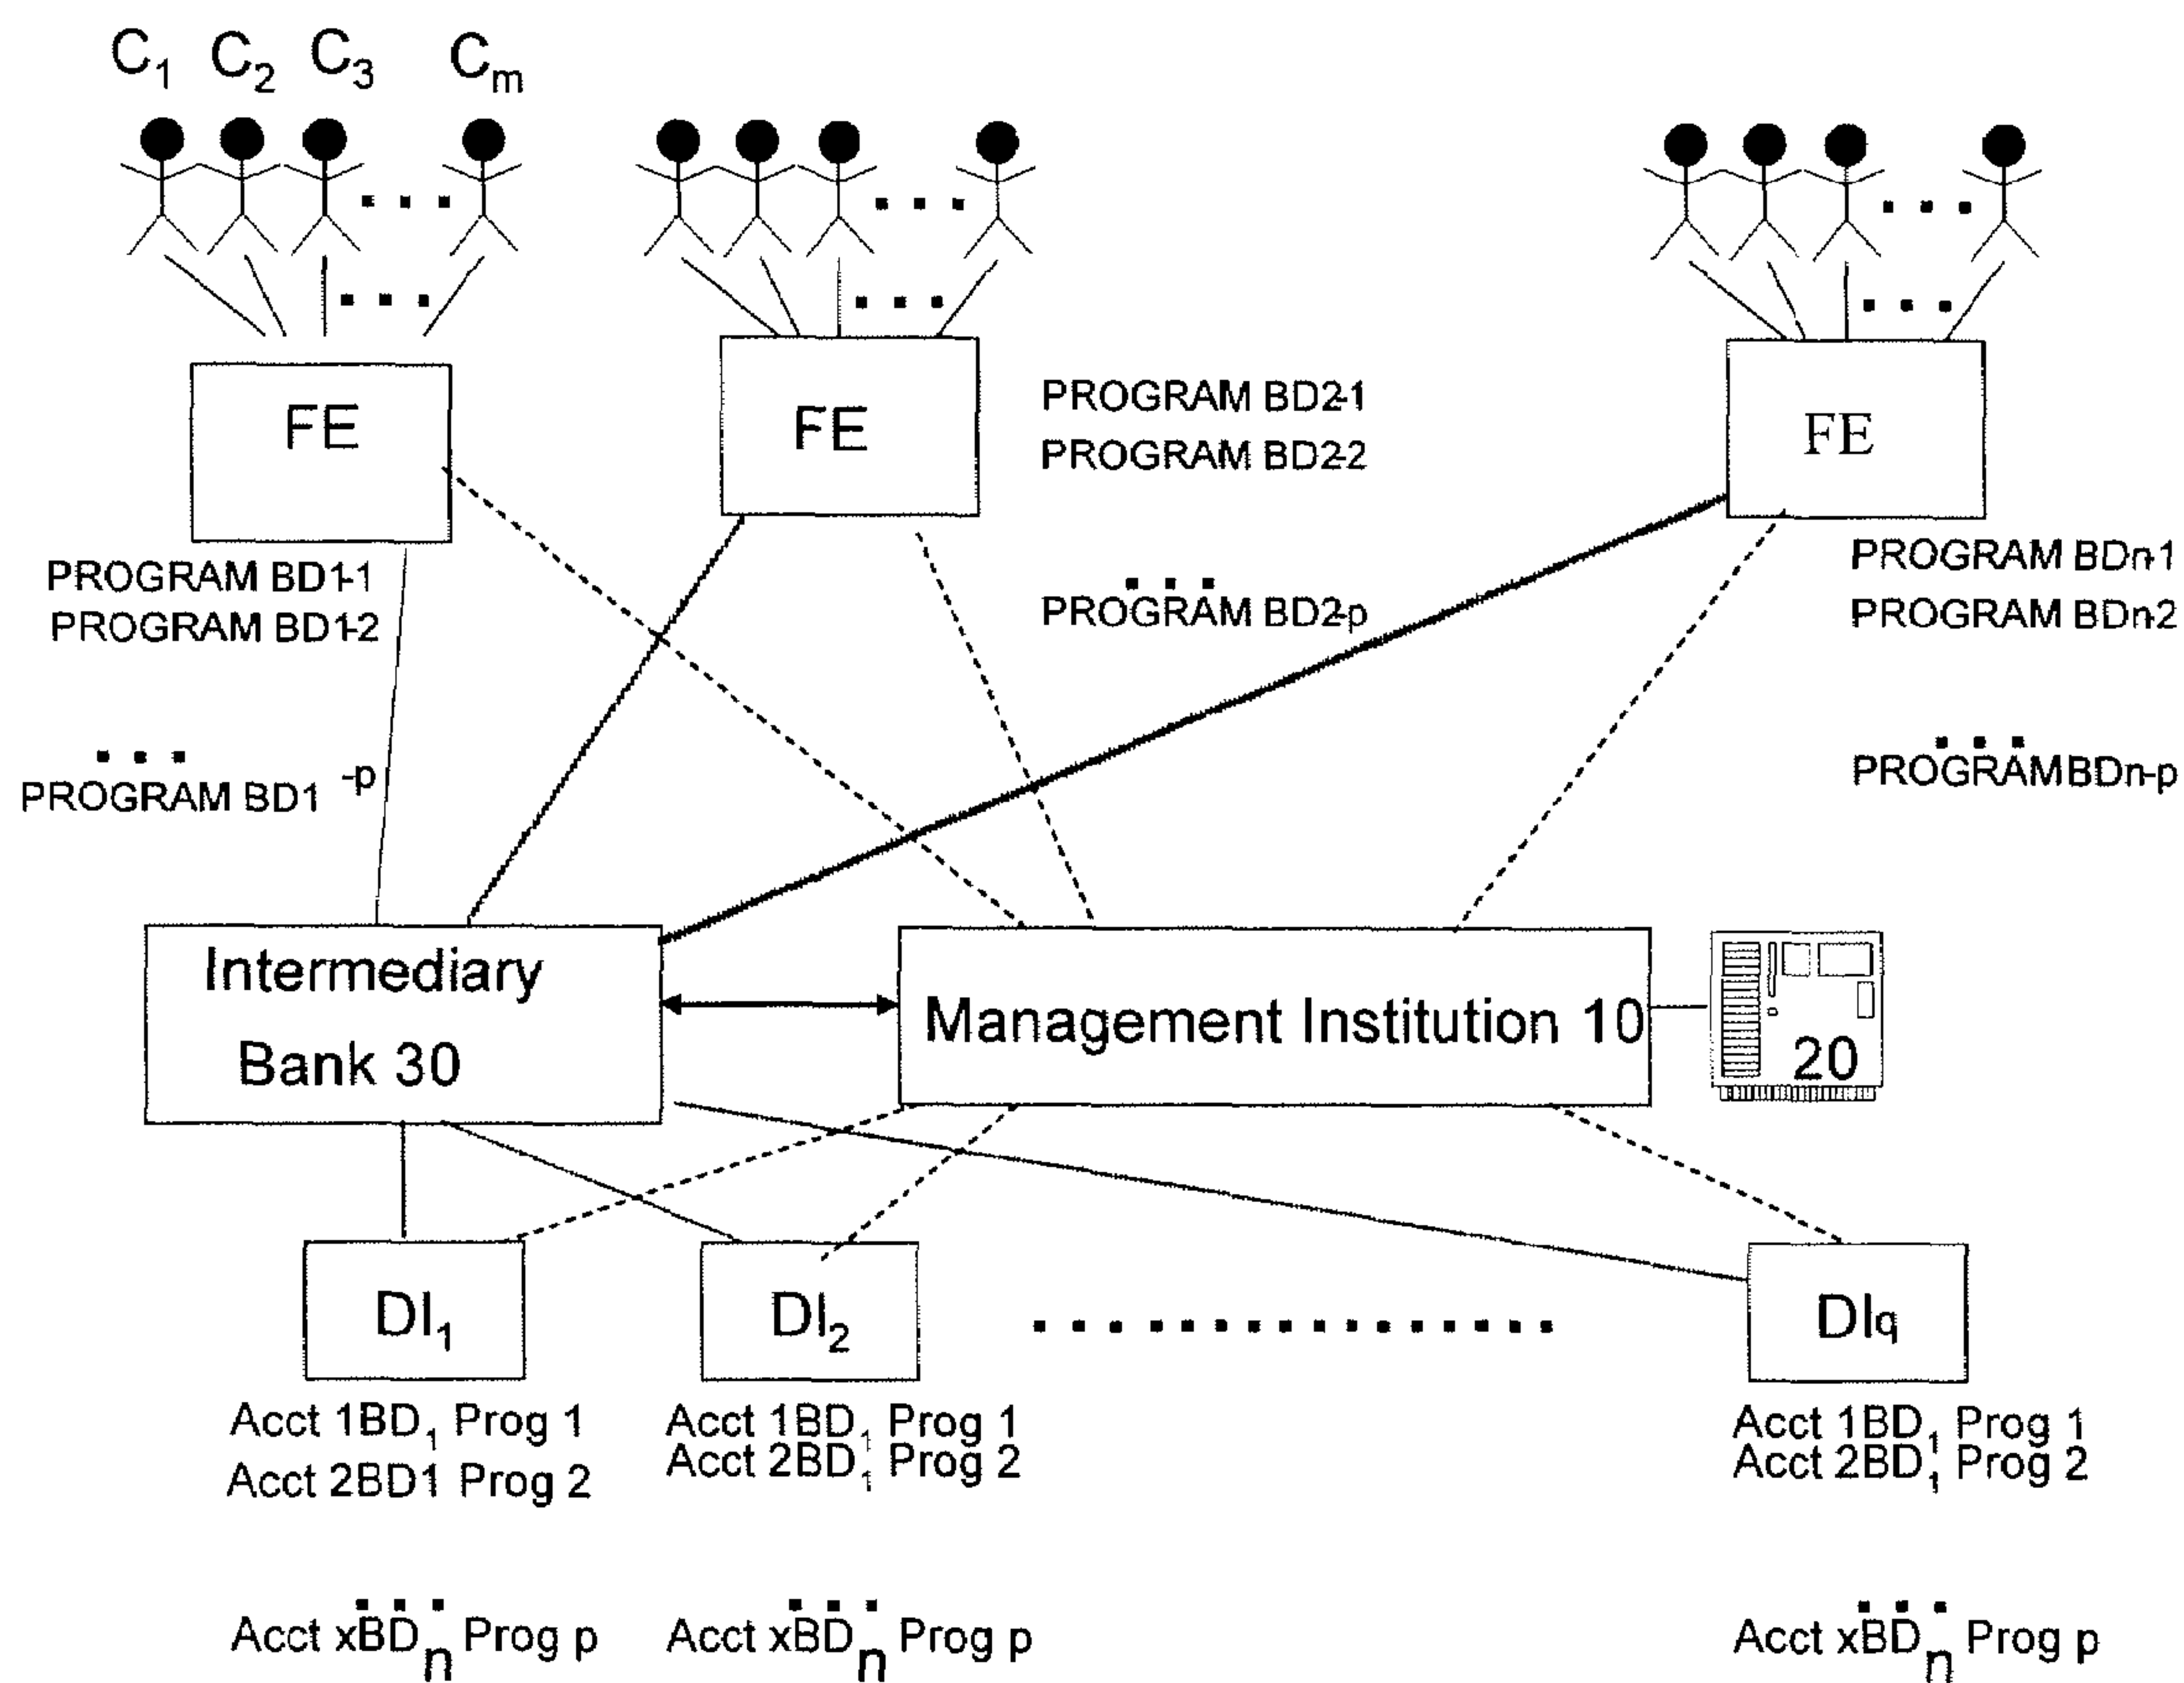 C1 C2 C3 Cm
FE
FE
FE
PROGRAM BD2-1
PROGRAM BD2-2
PROGRAM BD2-p
PROGRAM BD1-1
PROGRAM BD1-2
PROGRAM BD1 -p
PROGRAM BDn-1
PROGRAM BDn-2
PROGRAM BDn-p
Intermediary
Bank 30
Management Institution 10
20
DI1
DI2
DIq
Acct 1BD1 Prog 1
Acct 2BD1 Prog 2
Acct xBDn Prog p
Acct 1BD1 Prog 1
Acct 2BD1 Prog 2
Acct xBDn Prog p
Acct 1BD1 Prog 1
Acct 2BD1 Prog 2
Acct xBDn Prog p